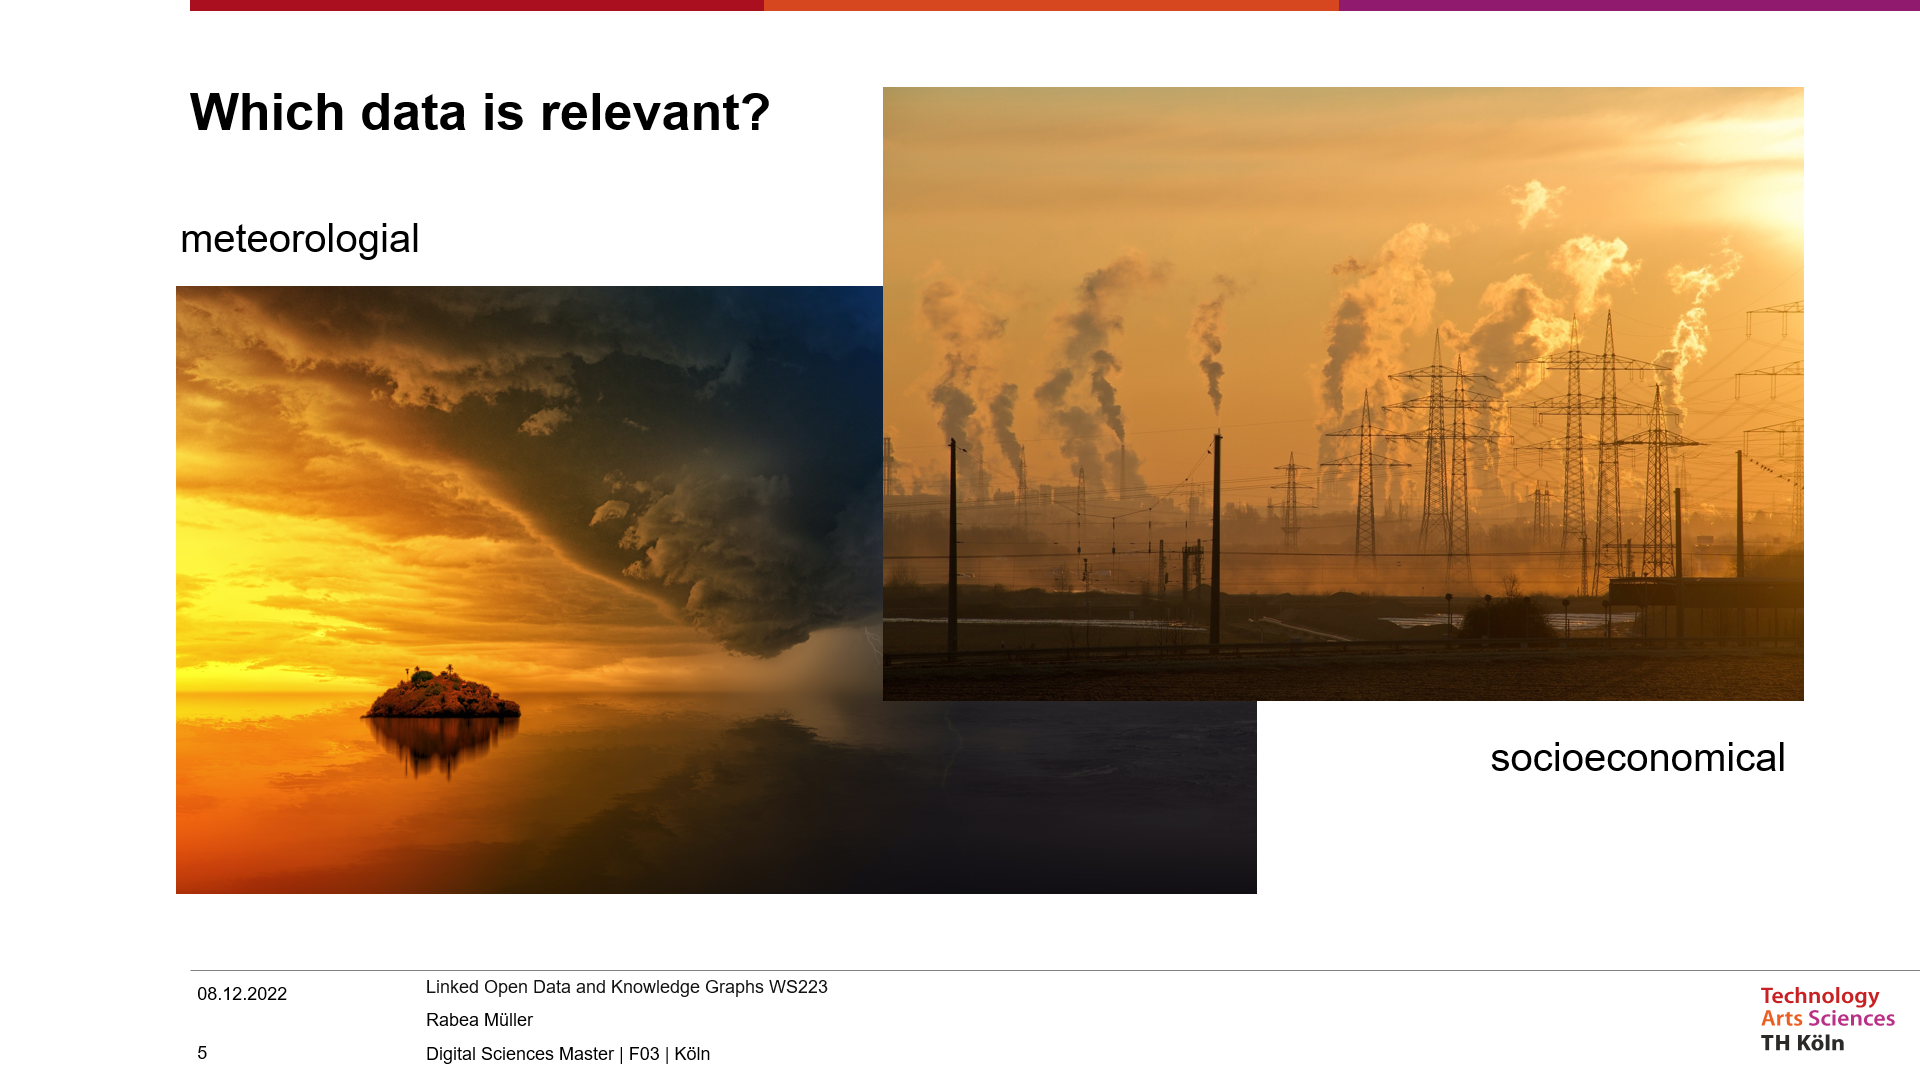 Which data is relevant?
meteorologial
socioeconomical
08.12.2022
Linked Open Data and Knowledge Graphs WS223
Rabea Müller
5
Digital Sciences Master | F03 | Köln
Technology
Arts Sciences
TH Köln